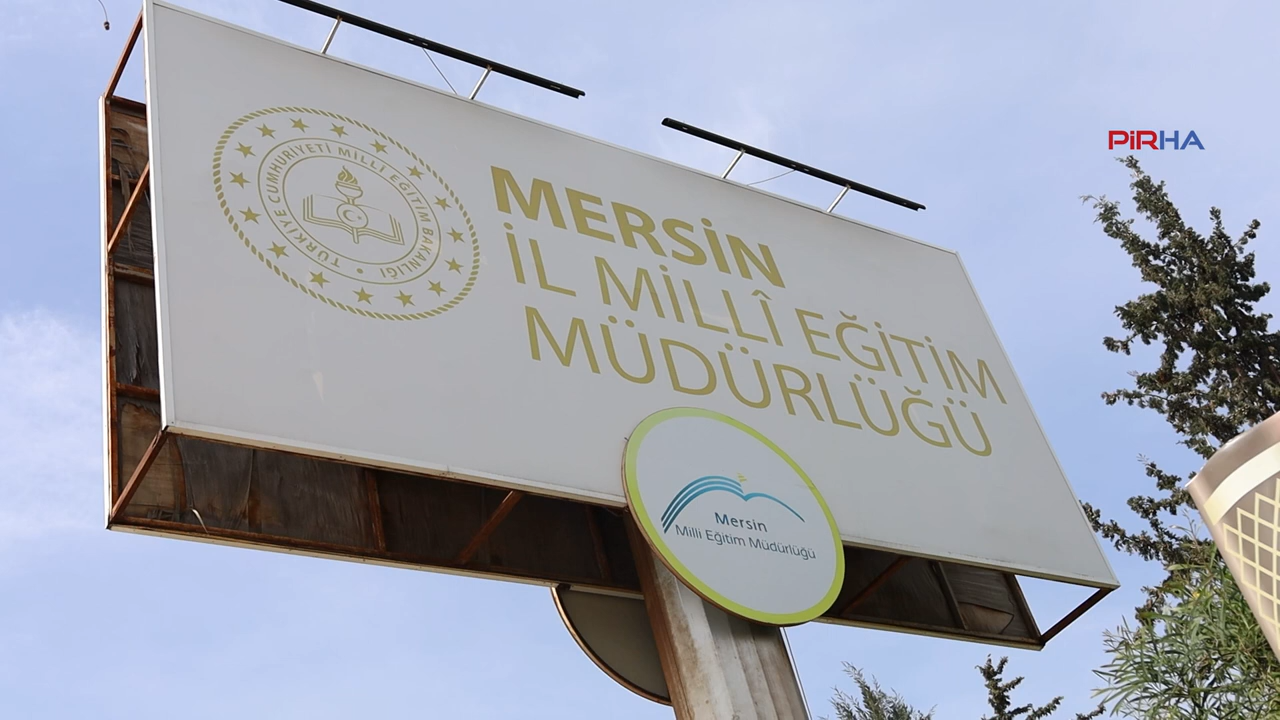 PİRHA
TÜRKİYE CUMHURİYETİ MİLLİ EĞİTİM BAKANLIĞI
MERSİN
İL MİLLÎ EĞİTİM
MÜDÜRLÜĞÜ
Mersin
Milli Eğitim Müdürlüğü